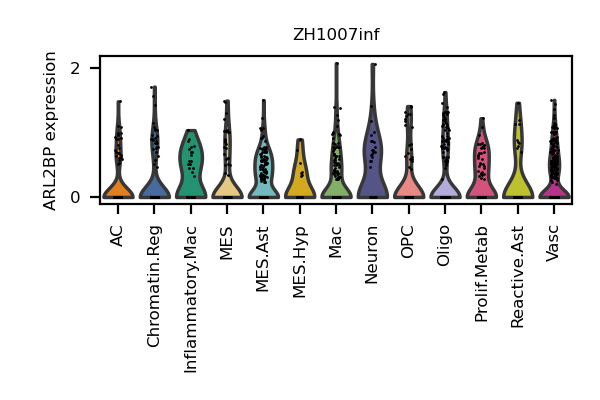 ZH1007inf
ARL2BP expression
2
0
AC
Chromatin.Reg
Inflammatory.Mac
MES
MES.Ast
MES.Hyp
Mac
Neuron
OPC
Oligo
Prolif.Metab
Reactive.Ast
Vasc